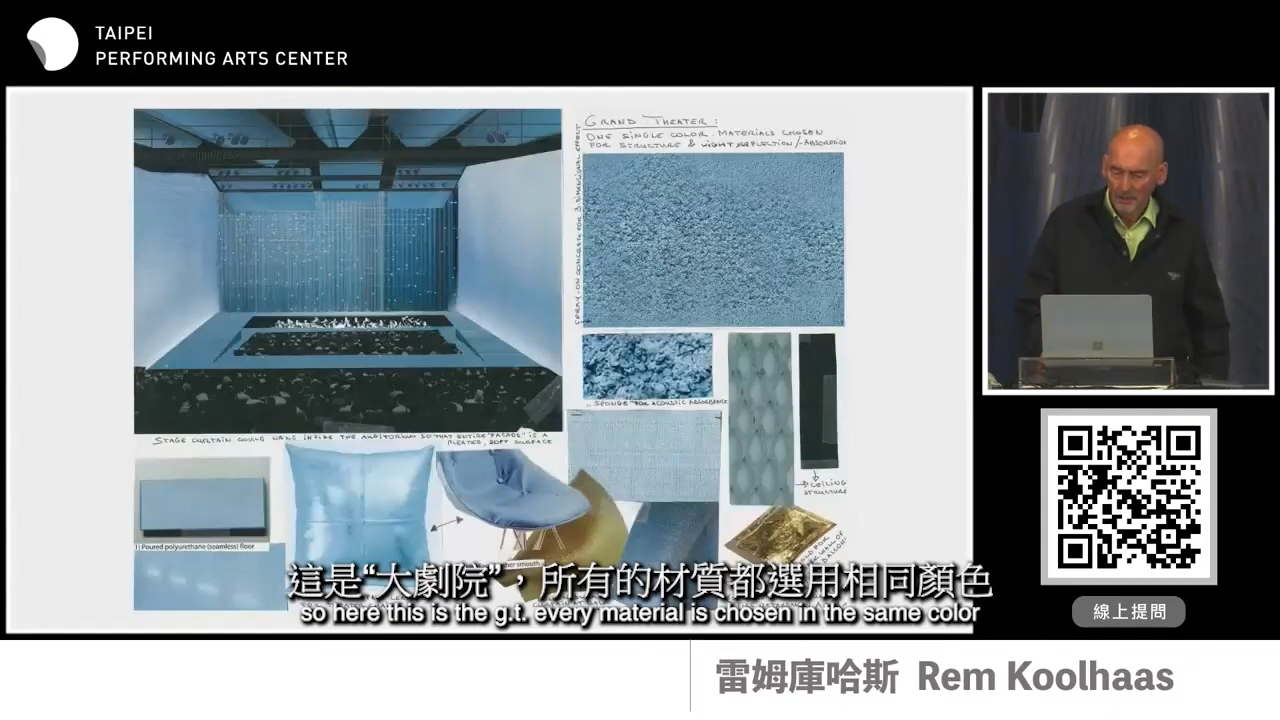 TAIPEI
PERFORMING ARTS CENTER
GRAND THEATER :
ONE SINGLE COLOR. MATERIALS CHOSEN
FOR STRUCTURE & LIGHT REFLECTION / -ABSORPTION
SPRAY-ON CONCRETE FOR 3-DIMENSIONAL EFFECT
"SPONGE" FOR ACOUSTIC ABSORBANCE
STAGE CURTAIN COULD HANG INSIDE THE AUDITORIUM SO THAT ENTIRE "FACADE" IS A
PLEATED, SOFT SURFACE
CEILING
STRUCTURE
Poured polyurethane (seamless) floor
這是“大劇院”，所有的材質都選用相同顏色
so here this is the g.t. every material is chosen in the same color
線上提問
雷姆庫哈斯 Rem Koolhaas